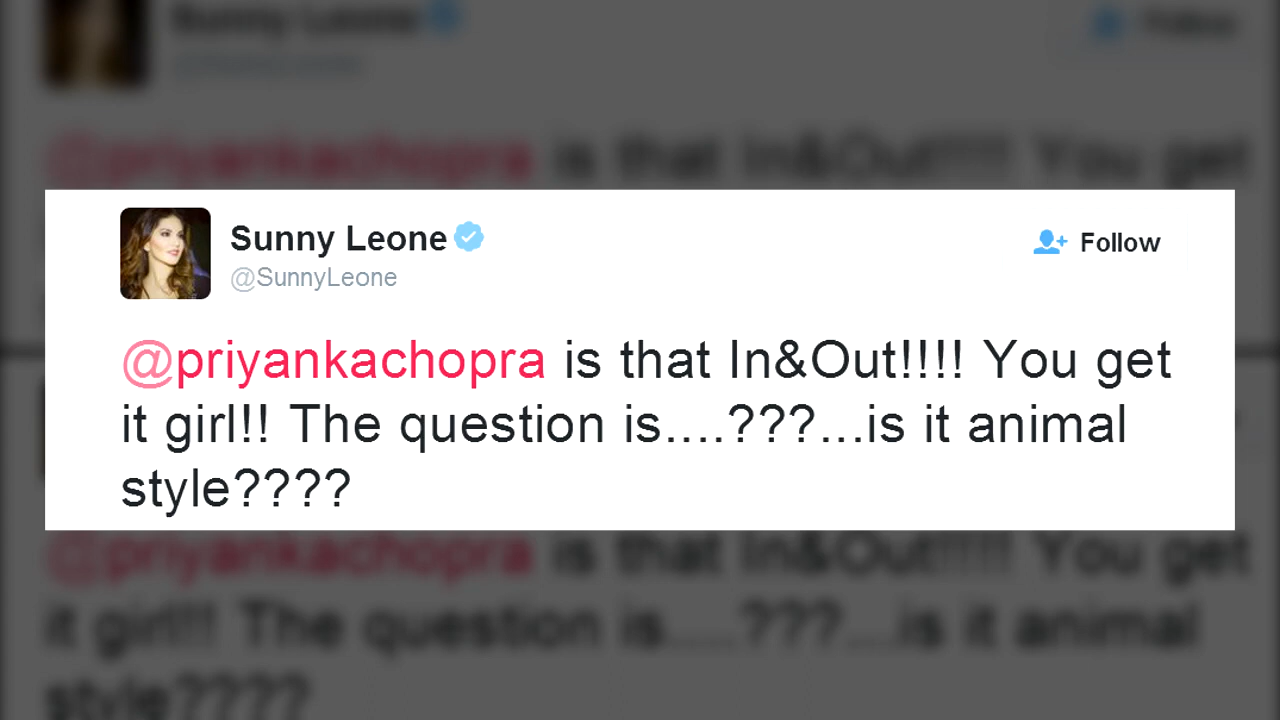 Sunny Leone
Follow
@SunnyLeone
@priyankachopra is that In&Out!!!! You get
it girl!! The question is....???...is it animal
style????